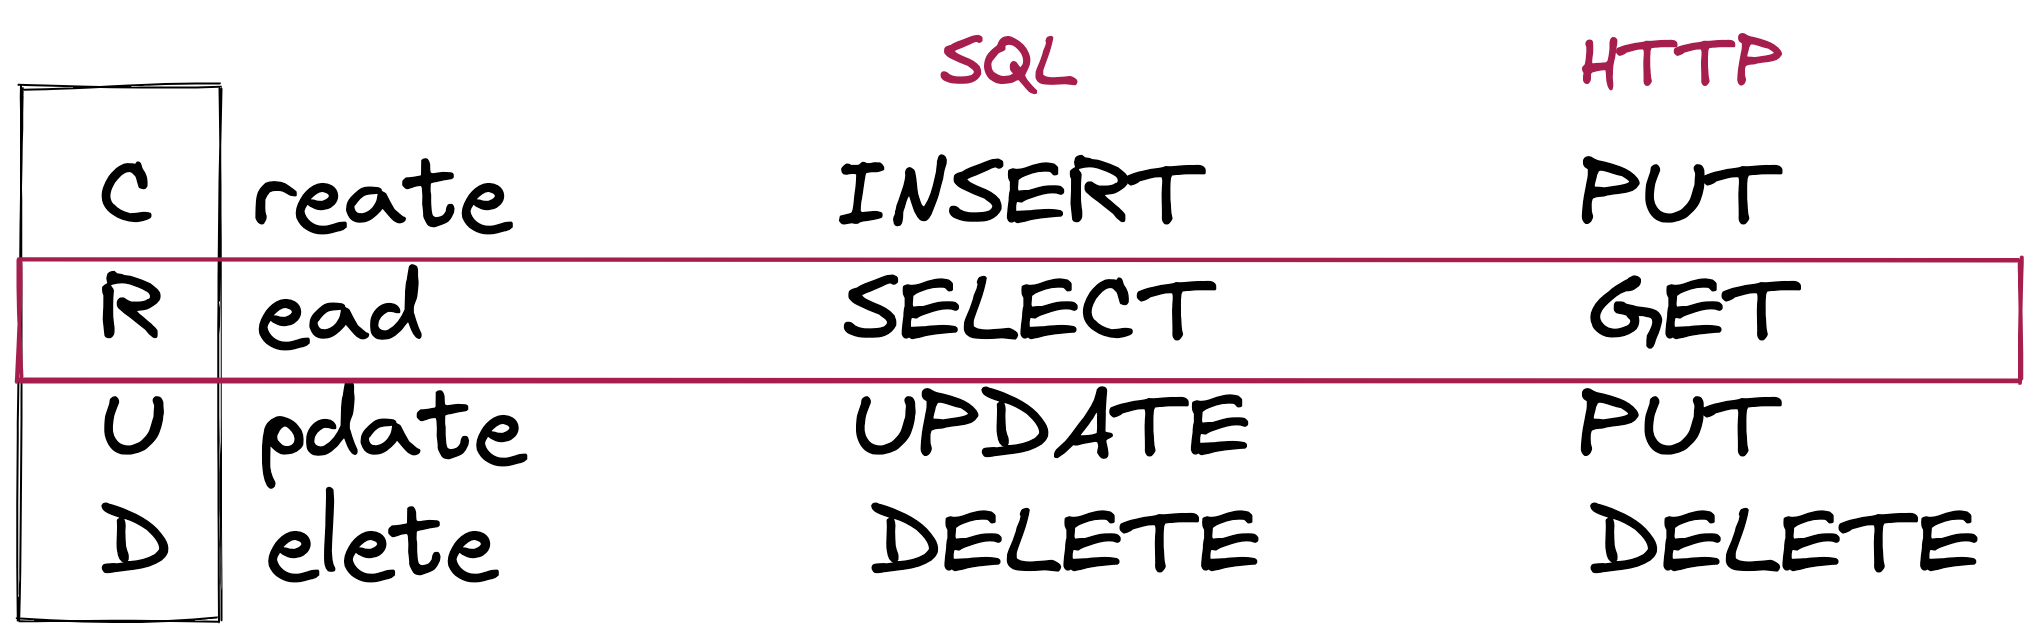 SQL HTTP
C reate INSERT PUT
R ead SELECT GET
U pdate UPDATE PUT
D elete DELETE DELETE